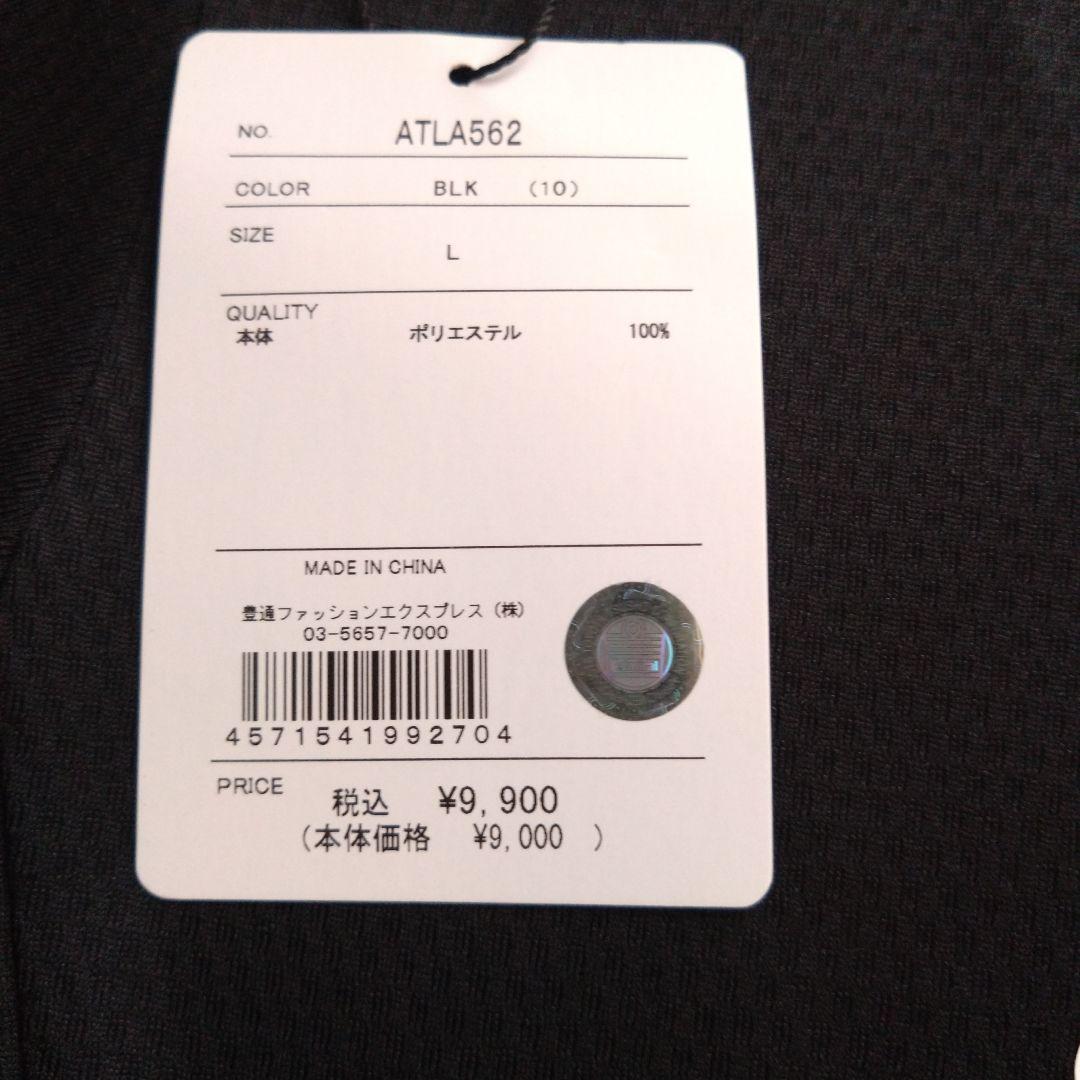 NO. ATLA562
COLOR BLK (10)
SIZE
L
QUALITY
本体 ポリエステル 100%
MADE IN CHINA
豊通ファッションエクスプレス（株）
03-5657-7000
4571541992704
PRICE
税込 ¥9,900
（本体価格 ¥9,000 ）